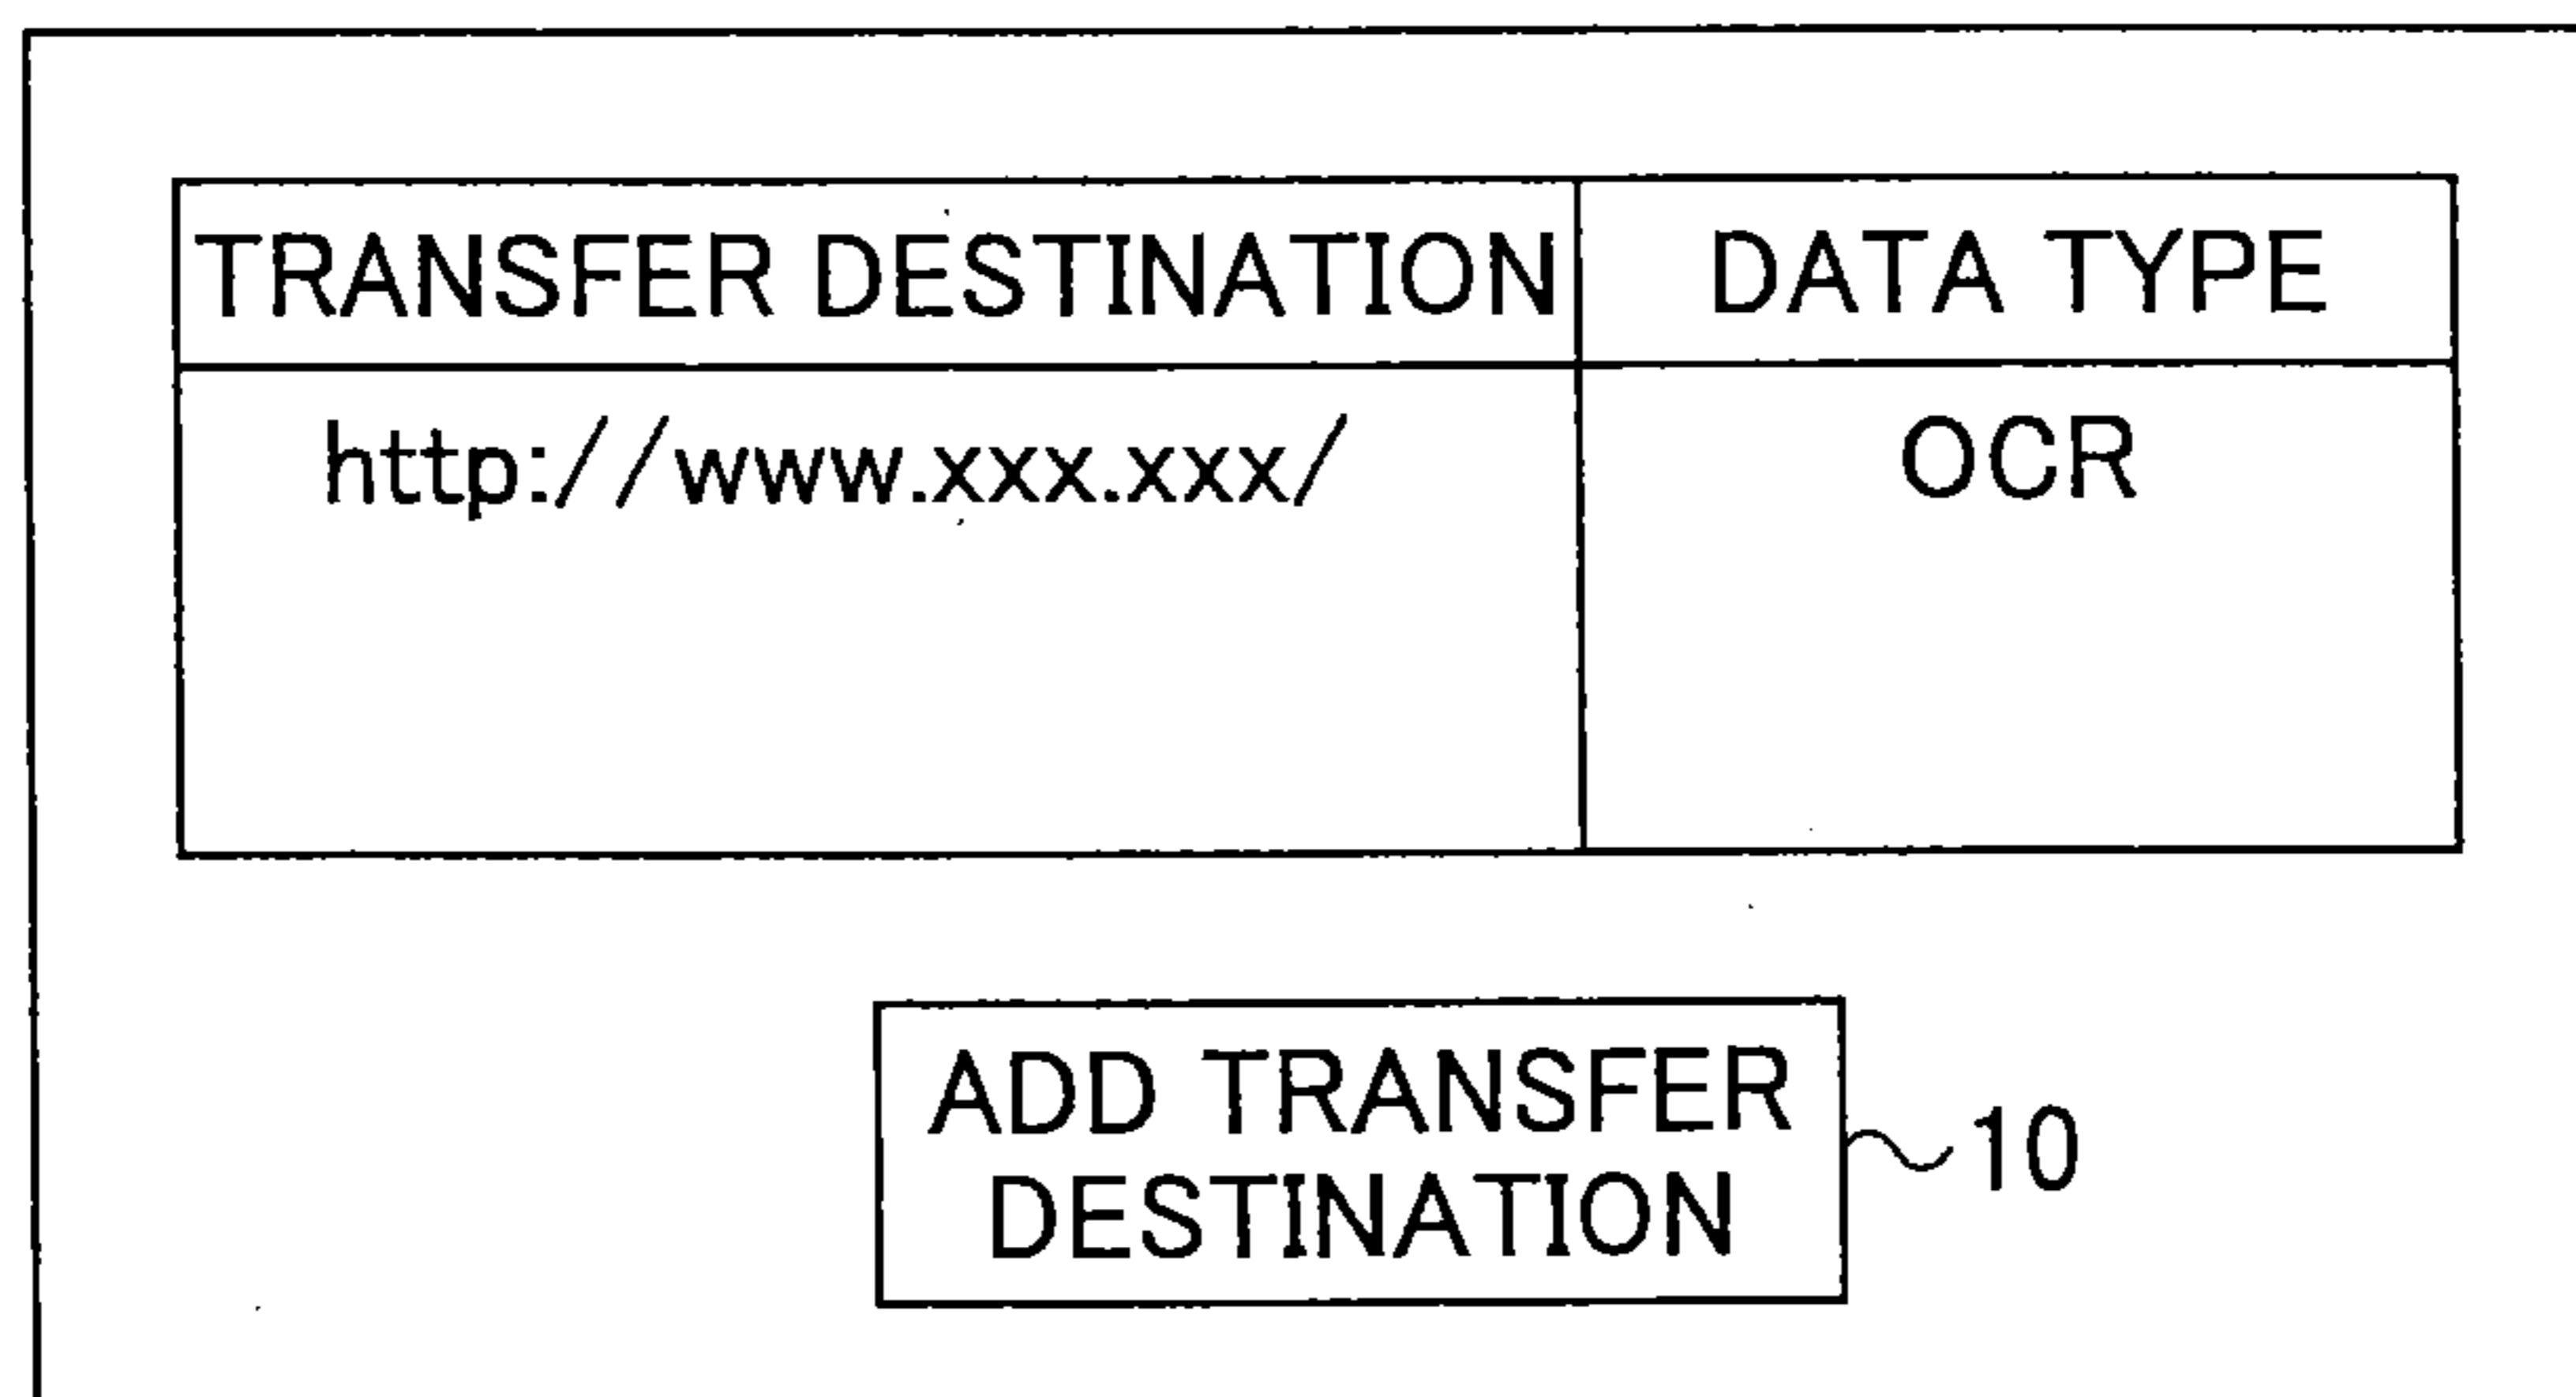 TRANSFER DESTINATION DATA TYPE
http://www.xxx.xxx/ OCR
ADD TRANSFER
DESTINATION
10